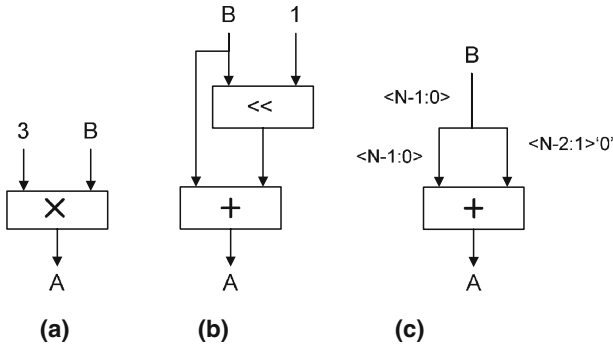 3 B
×
A
(a)
B 1
<<
+
A
(b)
B
<N-1:0>
<N-1:0> <N-2:1>‘0’
+
A
(c)